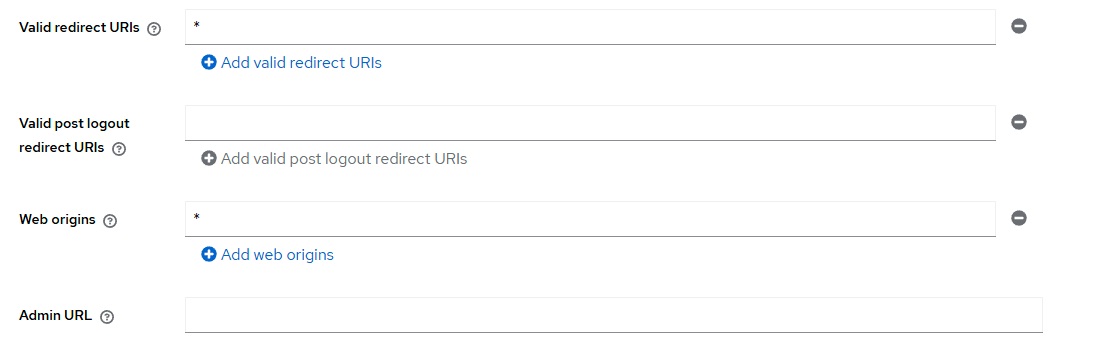 Valid redirect URIs
*
Add valid redirect URIs
Valid post logout
redirect URIs
Add valid post logout redirect URIs
Web origins
*
Add web origins
Admin URL